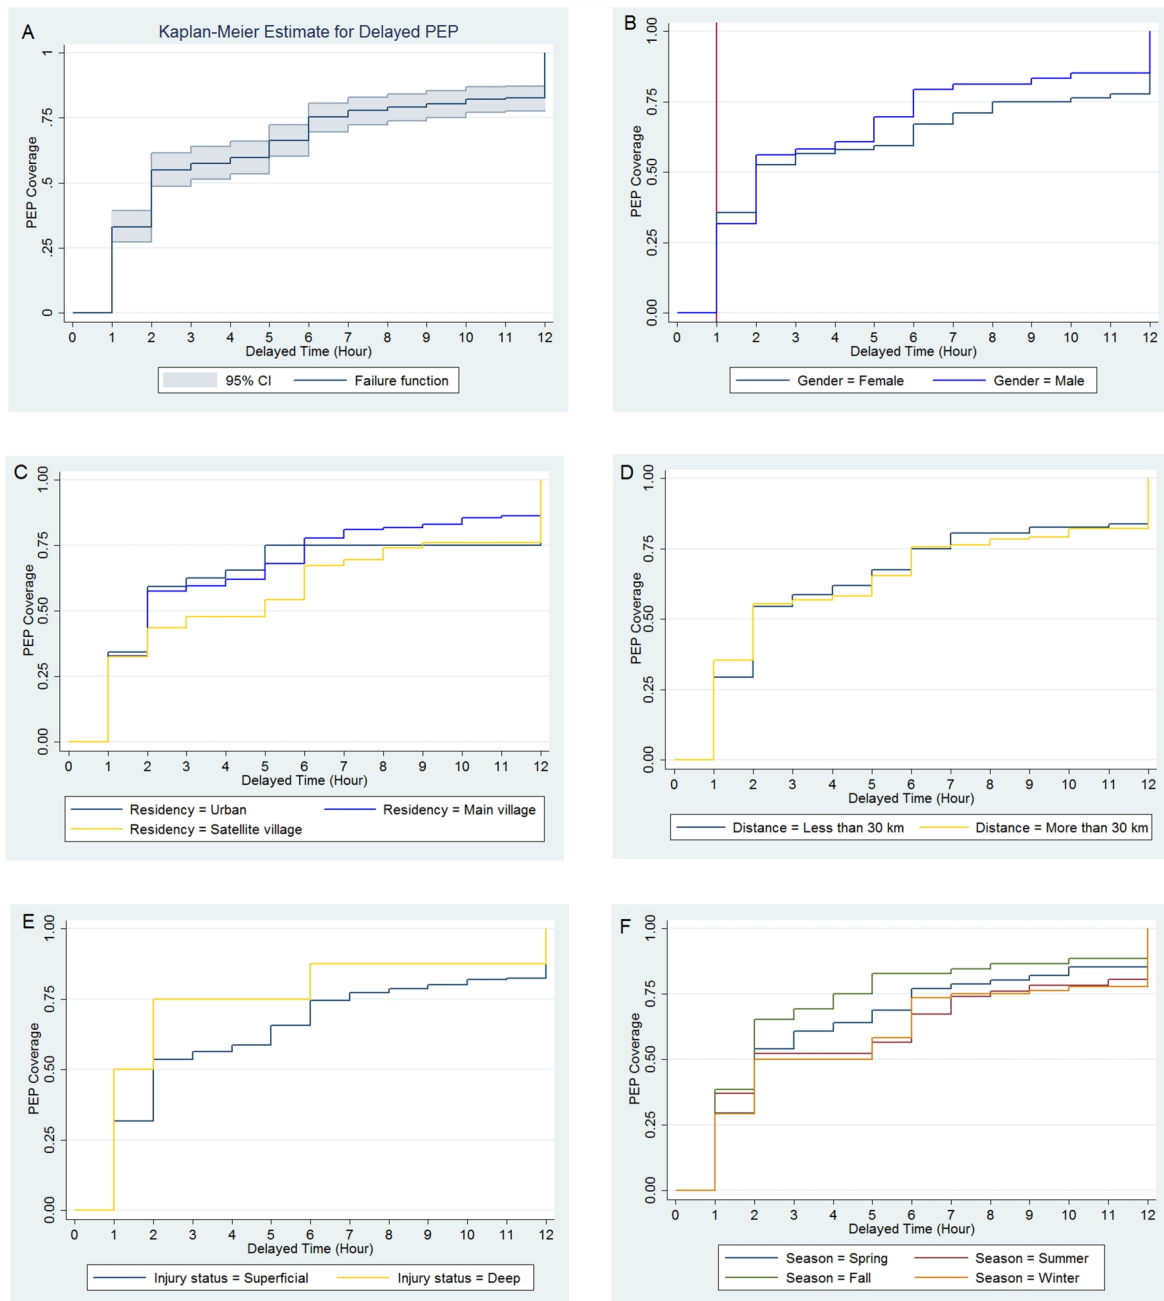 A
Kaplan-Meier Estimate for Delayed PEP
PEP Coverage
1
.75
.5
.25
0
0 1 2 3 4 5 6 7 8 9 10 11 12
Delayed Time (Hour)
95% CI Failure function
B
PEP Coverage
1.00
0.75
0.50
0.25
0.00
0 1 2 3 4 5 6 7 8 9 10 11 12
Delayed Time (Hour)
Gender = Female Gender = Male
C
PEP Coverage
1.00
0.75
0.50
0.25
0.00
0 1 2 3 4 5 6 7 8 9 10 11 12
Delayed Time (Hour)
Residency = Urban Residency = Main village
Residency = Satellite village
D
PEP Coverage
1.00
0.75
0.50
0.25
0.00
0 1 2 3 4 5 6 7 8 9 10 11 12
Delayed Time (Hour)
Distance = Less than 30 km Distance = More than 30 km
E
PEP Coverage
1.00
0.75
0.50
0.25
0.00
0 1 2 3 4 5 6 7 8 9 10 11 12
Delayed Time (Hour)
Injury status = Superficial Injury status = Deep
F
PEP Coverage
1.00
0.75
0.50
0.25
0.00
0 1 2 3 4 5 6 7 8 9 10 11 12
Delayed Time (Hour)
Season = Spring Season = Summer
Season = Fall Season = Winter